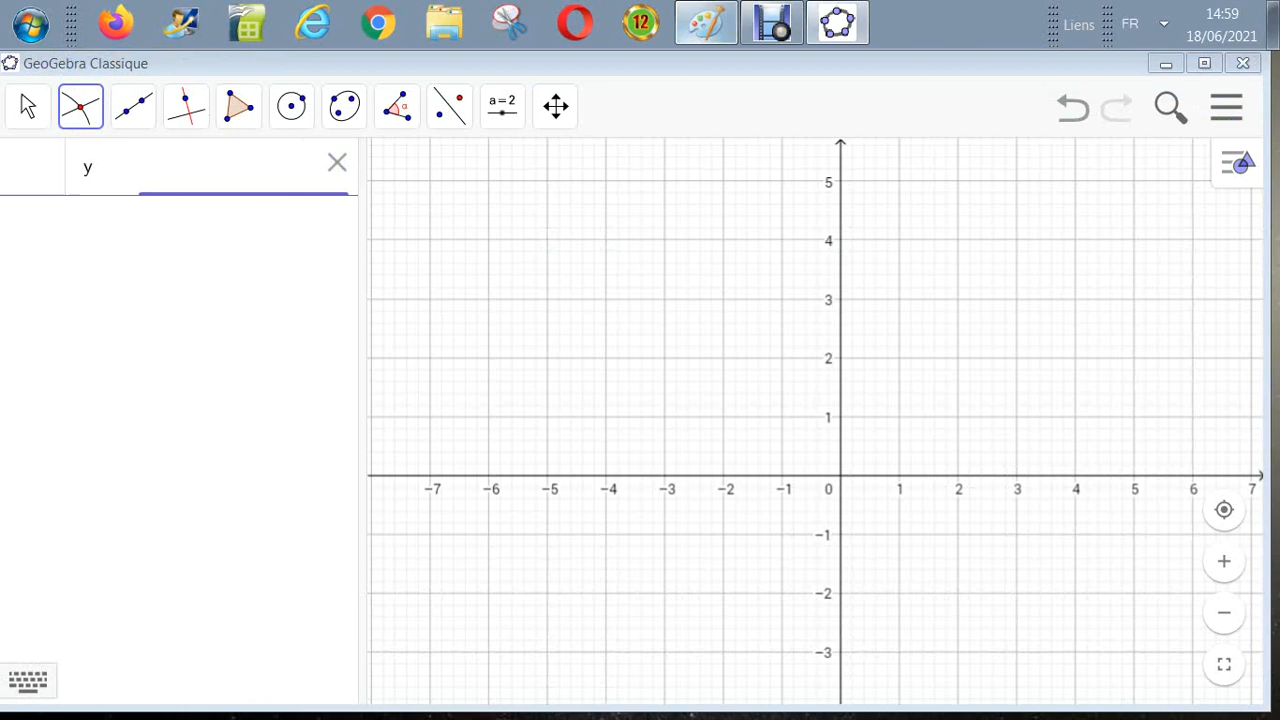 12
Liens
FR
14:59
18/06/2021
GeoGebra Classique
α
a=2
y
5
4
3
2
1
−7 −6 −5 −4 −3 −2 −1 0 1 2 3 4 5 6 7
−1
−2
−3